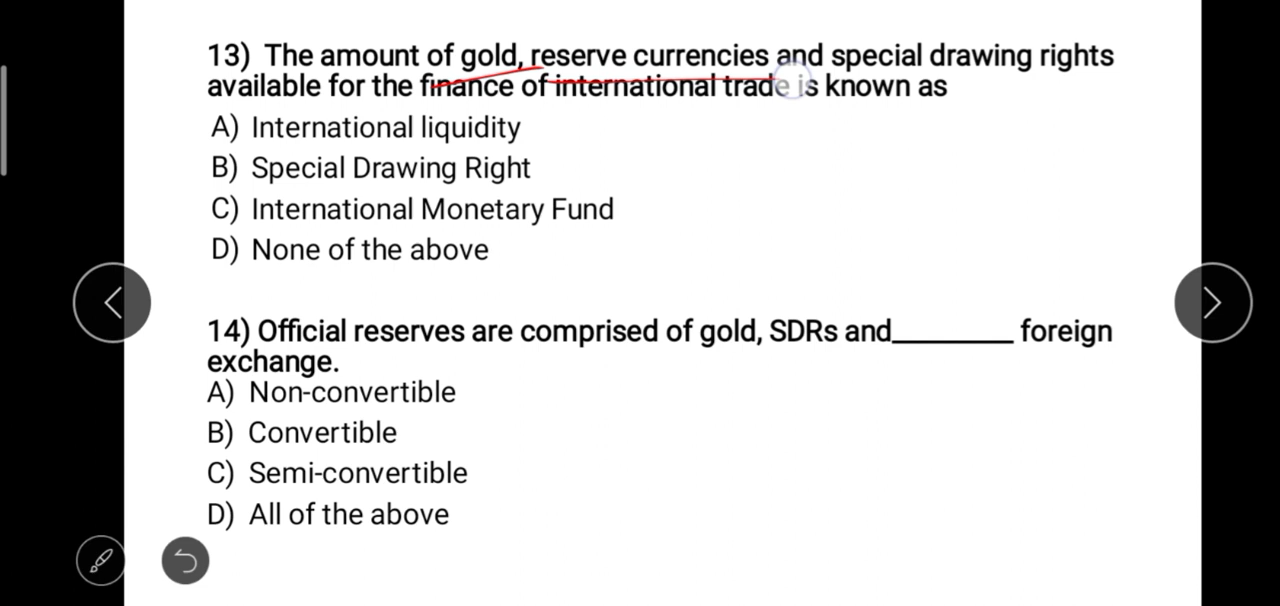 13) The amount of gold, reserve currencies and special drawing rights
available for the finance of international trade is known as
A) International liquidity
B) Special Drawing Right
C) International Monetary Fund
D) None of the above
14) Official reserves are comprised of gold, SDRs and_________ foreign
exchange.
A) Non-convertible
B) Convertible
C) Semi-convertible
D) All of the above